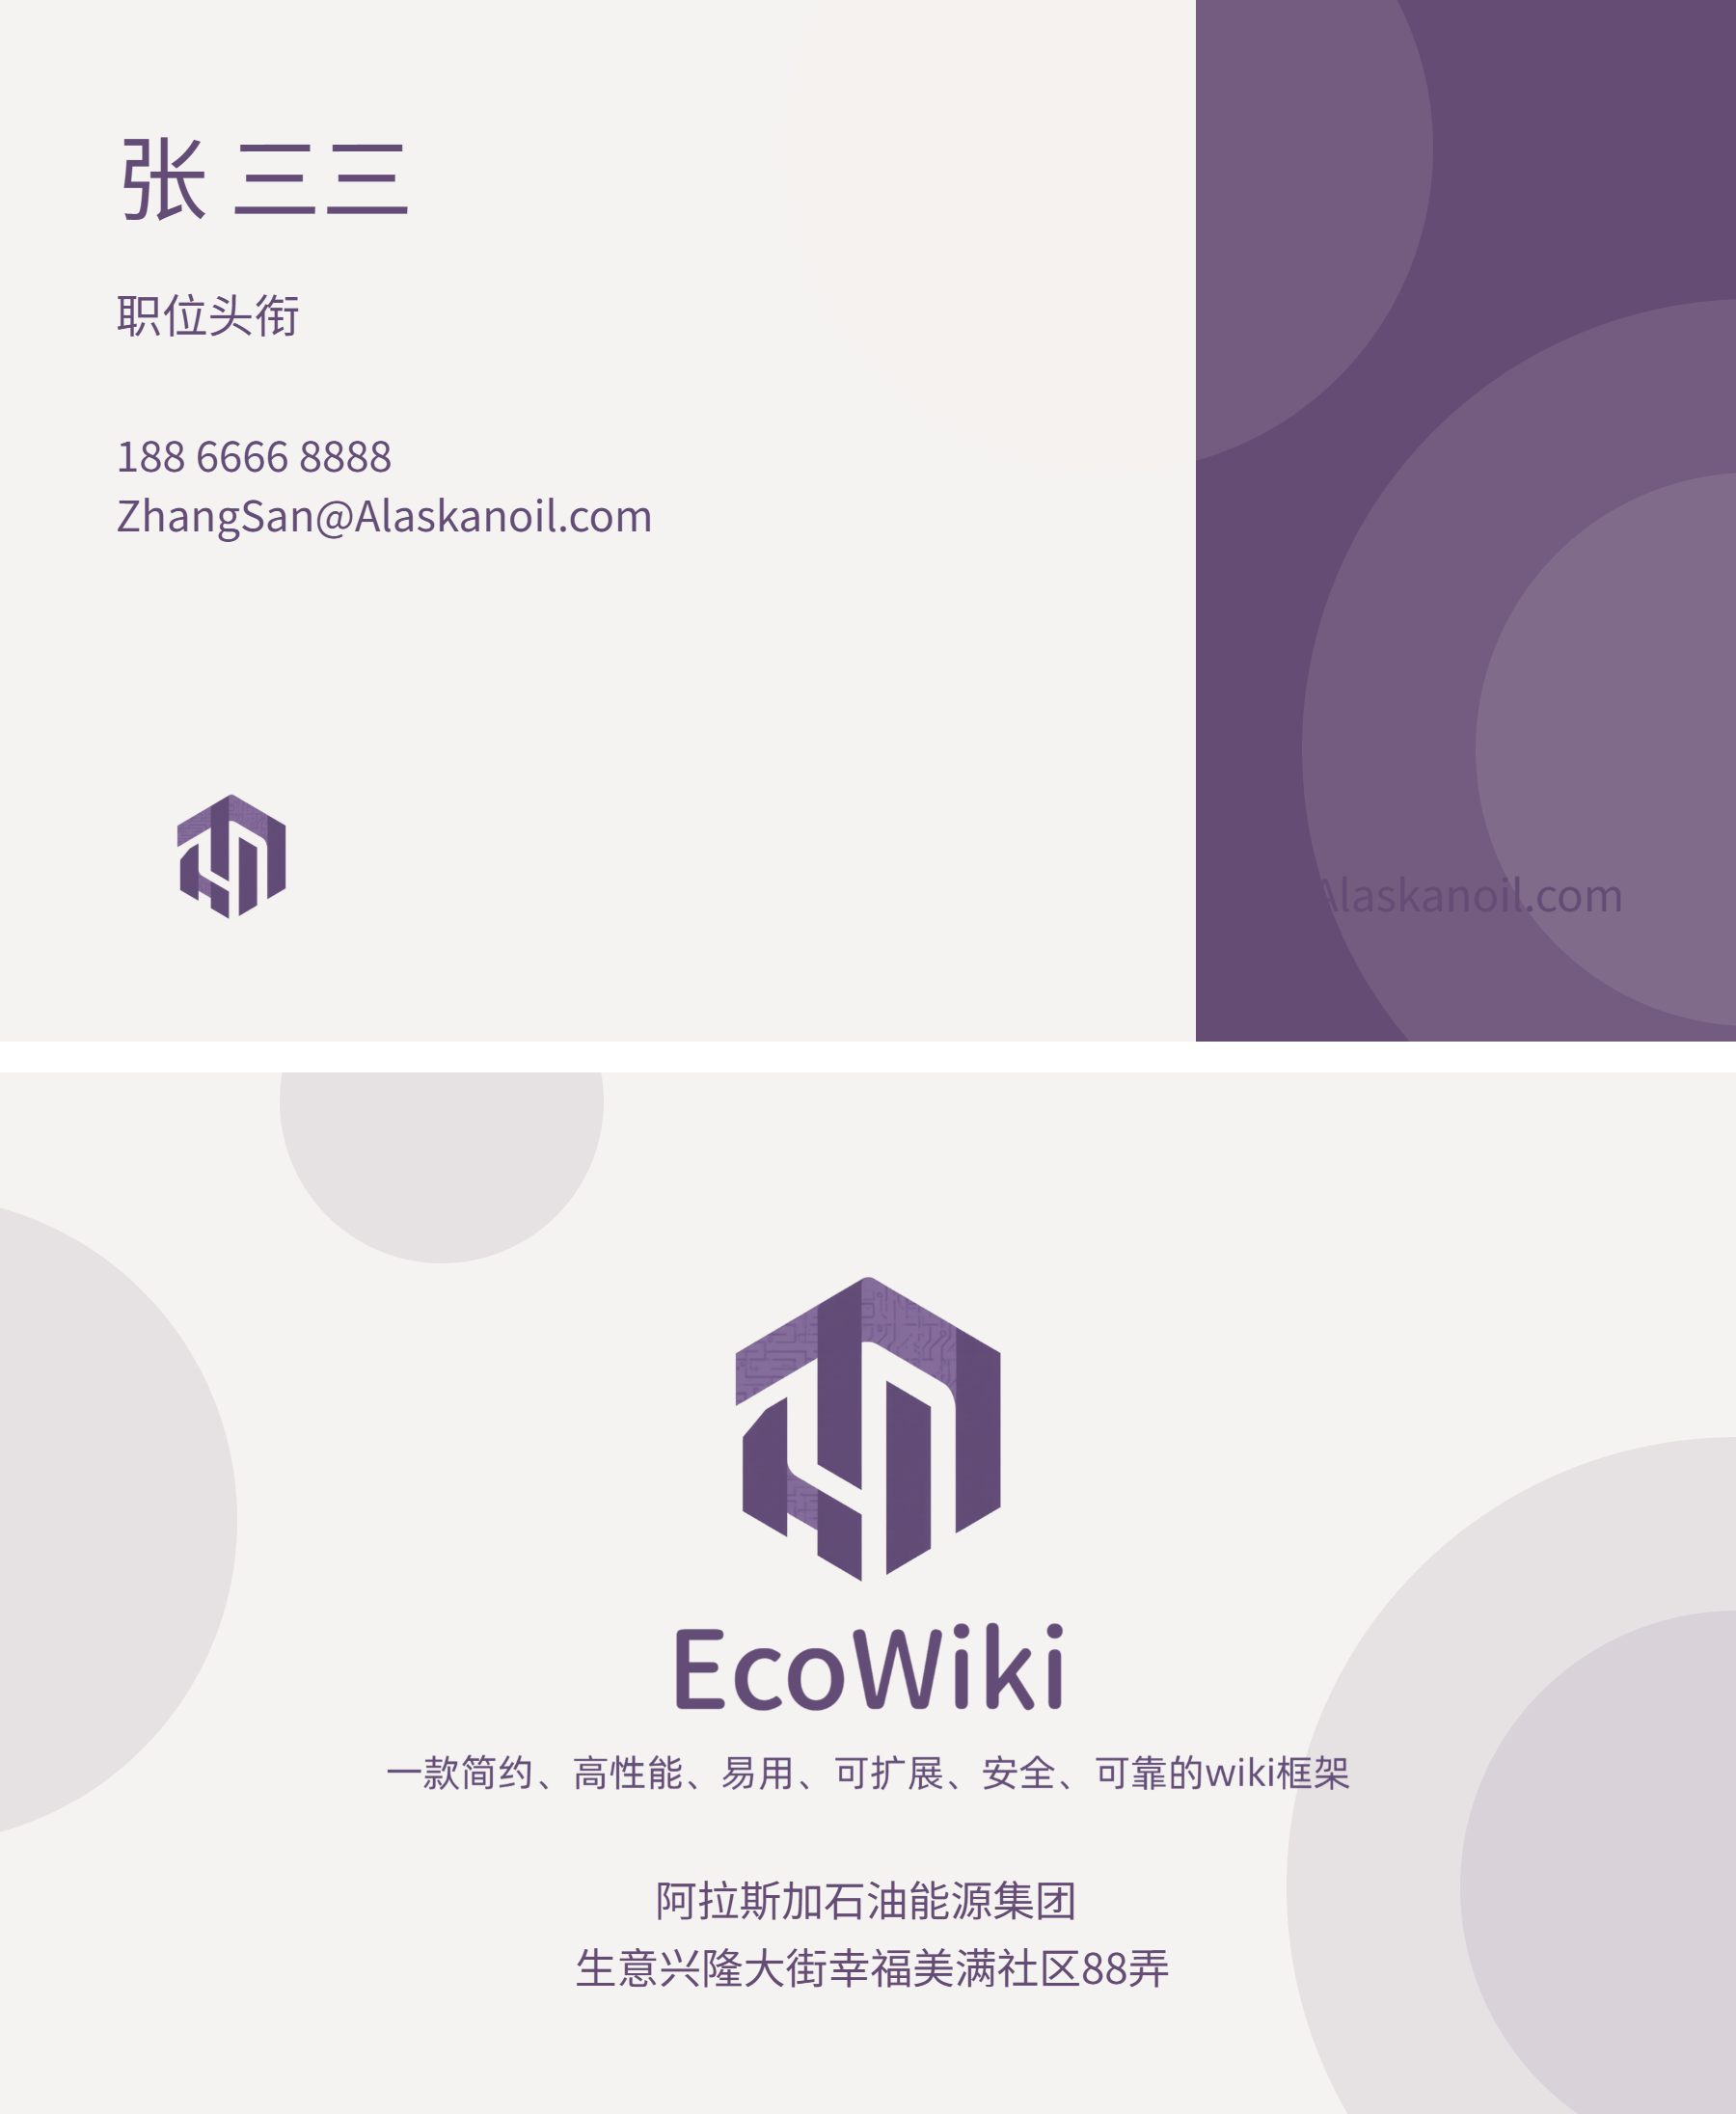 张 三三
职位头衔
188 6666 8888
ZhangSan@Alaskanoil.com
Alaskanoil.com
EcoWiki
一款简约、高性能、易用、可扩展、安全、可靠的wiki框架
阿拉斯加石油能源集团
生意兴隆大街幸福美满社区88弄